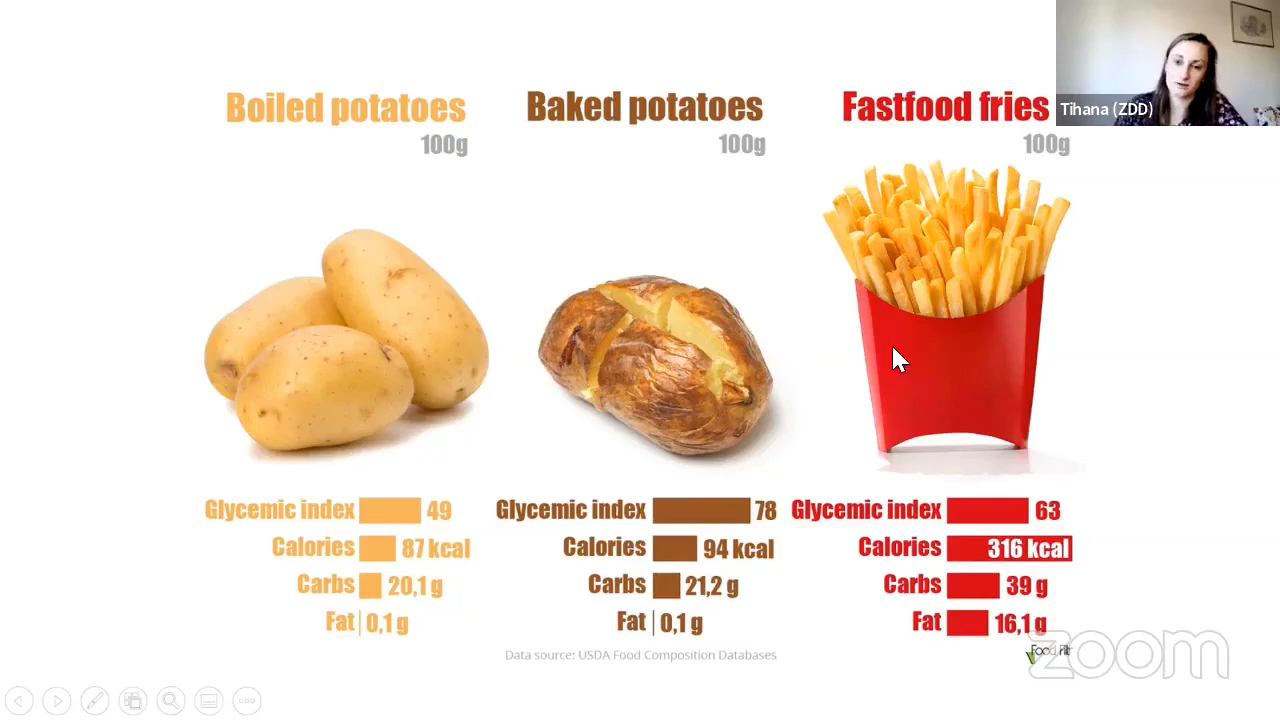 Tihana (ZDD)
Boiled potatoes
100g
Baked potatoes
100g
Fastfood fries
100g
Glycemic index 49
Calories 87 kcal
Carbs 20,1 g
Fat 0,1 g
Glycemic index 78
Calories 94 kcal
Carbs 21,2 g
Fat 0,1 g
Glycemic index 63
Calories 316 kcal
Carbs 39 g
Fat 16,1 g
Data source: USDA Food Composition Databases
zoom